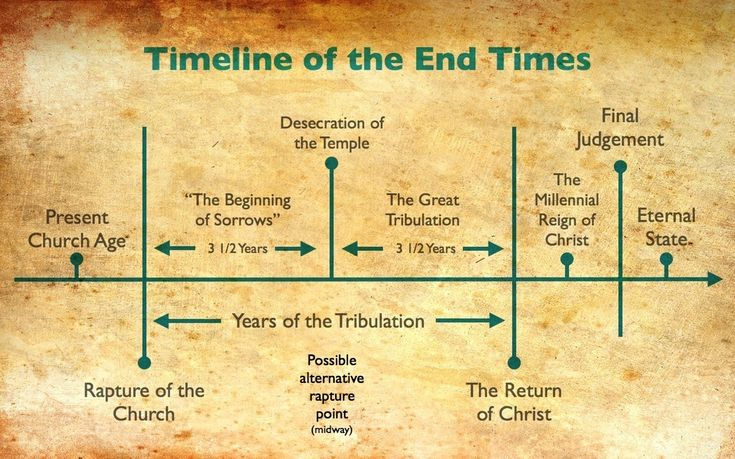 Timeline of the End Times
Present
Church Age
"The Beginning
of Sorrows"
3 1/2 Years
Desecration of
the Temple
The Great
Tribulation
3 1/2 Years
The
Millennial
Reign of
Christ
Final
Judgement
Eternal
State
Years of the Tribulation
Rapture of the
Church
Possible
alternative
rapture
point
(midway)
The Return
of Christ